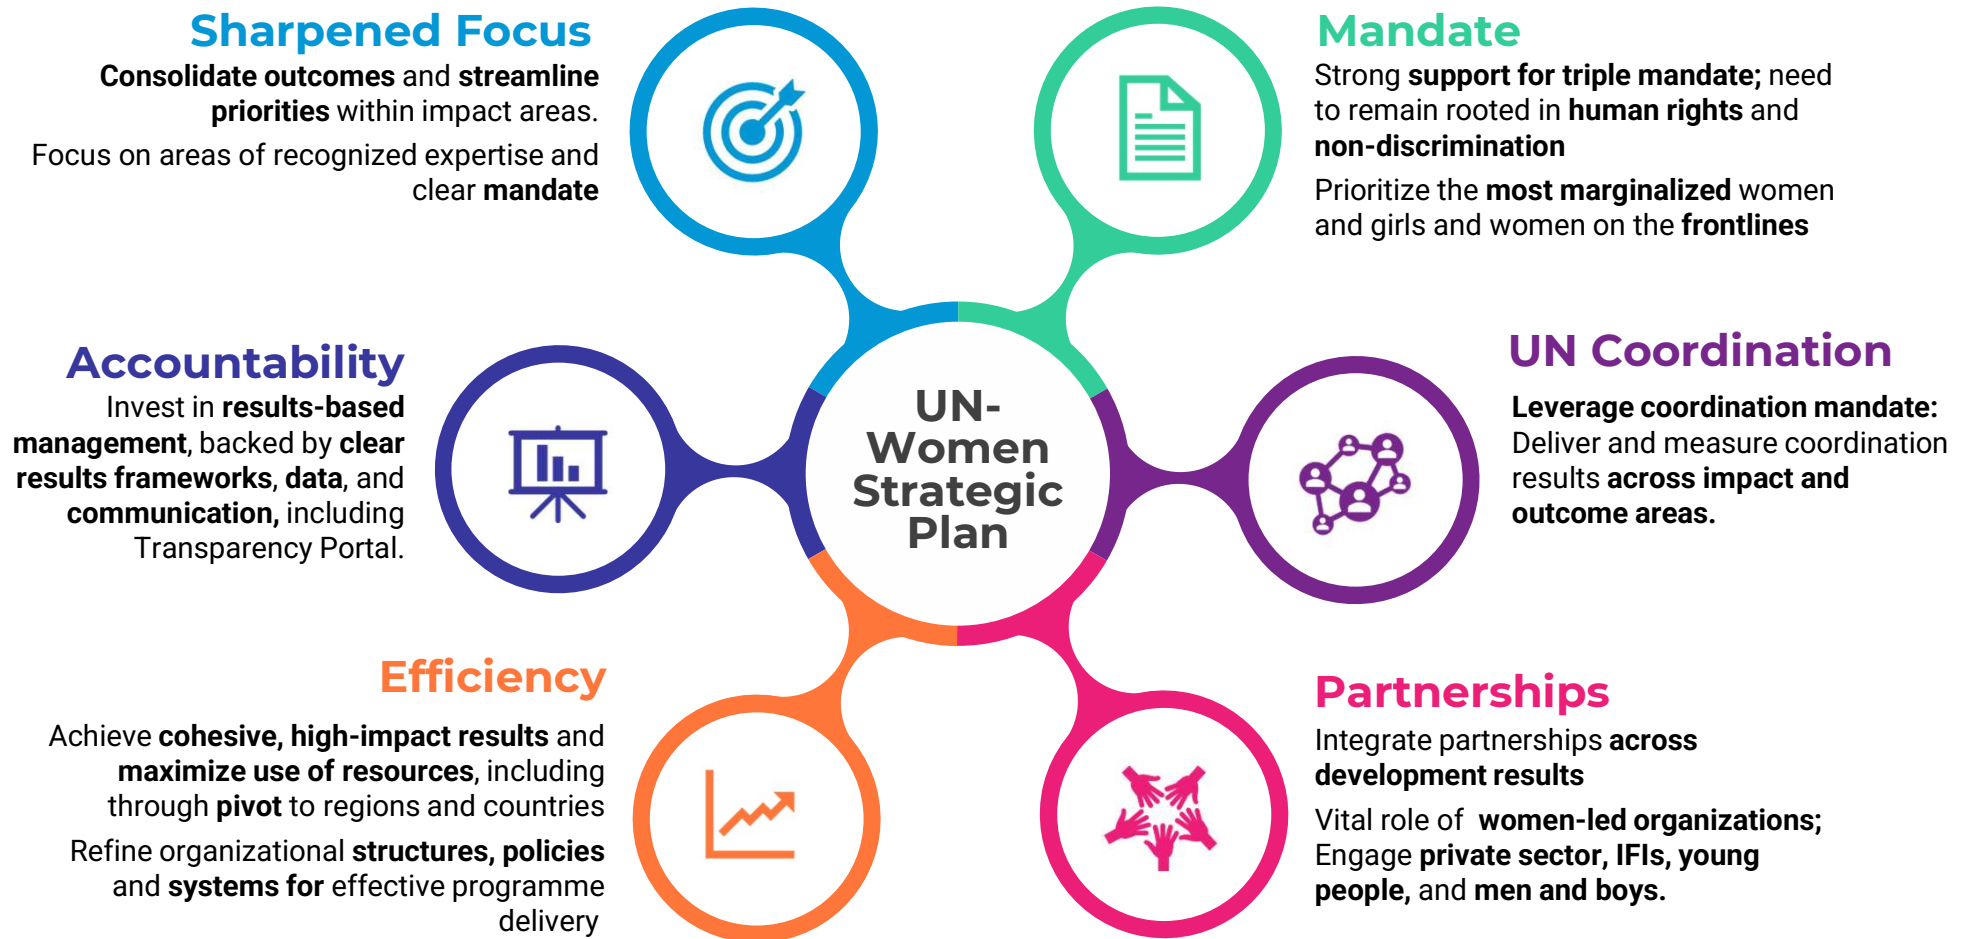 Sharpened Focus
Consolidate outcomes and streamline
priorities within impact areas.
Focus on areas of recognized expertise and
clear mandate
Mandate
Strong support for triple mandate; need
to remain rooted in human rights and
non-discrimination
Prioritize the most marginalized women
and girls and women on the frontlines
Accountability
Invest in results-based
management, backed by clear
results frameworks, data, and
communication, including
Transparency Portal.
UN-
Women
Strategic
Plan
UN Coordination
Leverage coordination mandate:
Deliver and measure coordination
results across impact and
outcome areas.
Efficiency
Achieve cohesive, high-impact results and
maximize use of resources, including
through pivot to regions and countries
Refine organizational structures, policies
and systems for effective programme
delivery
Partnerships
Integrate partnerships across
development results
Vital role of women-led organizations;
Engage private sector, IFIs, young
people, and men and boys.